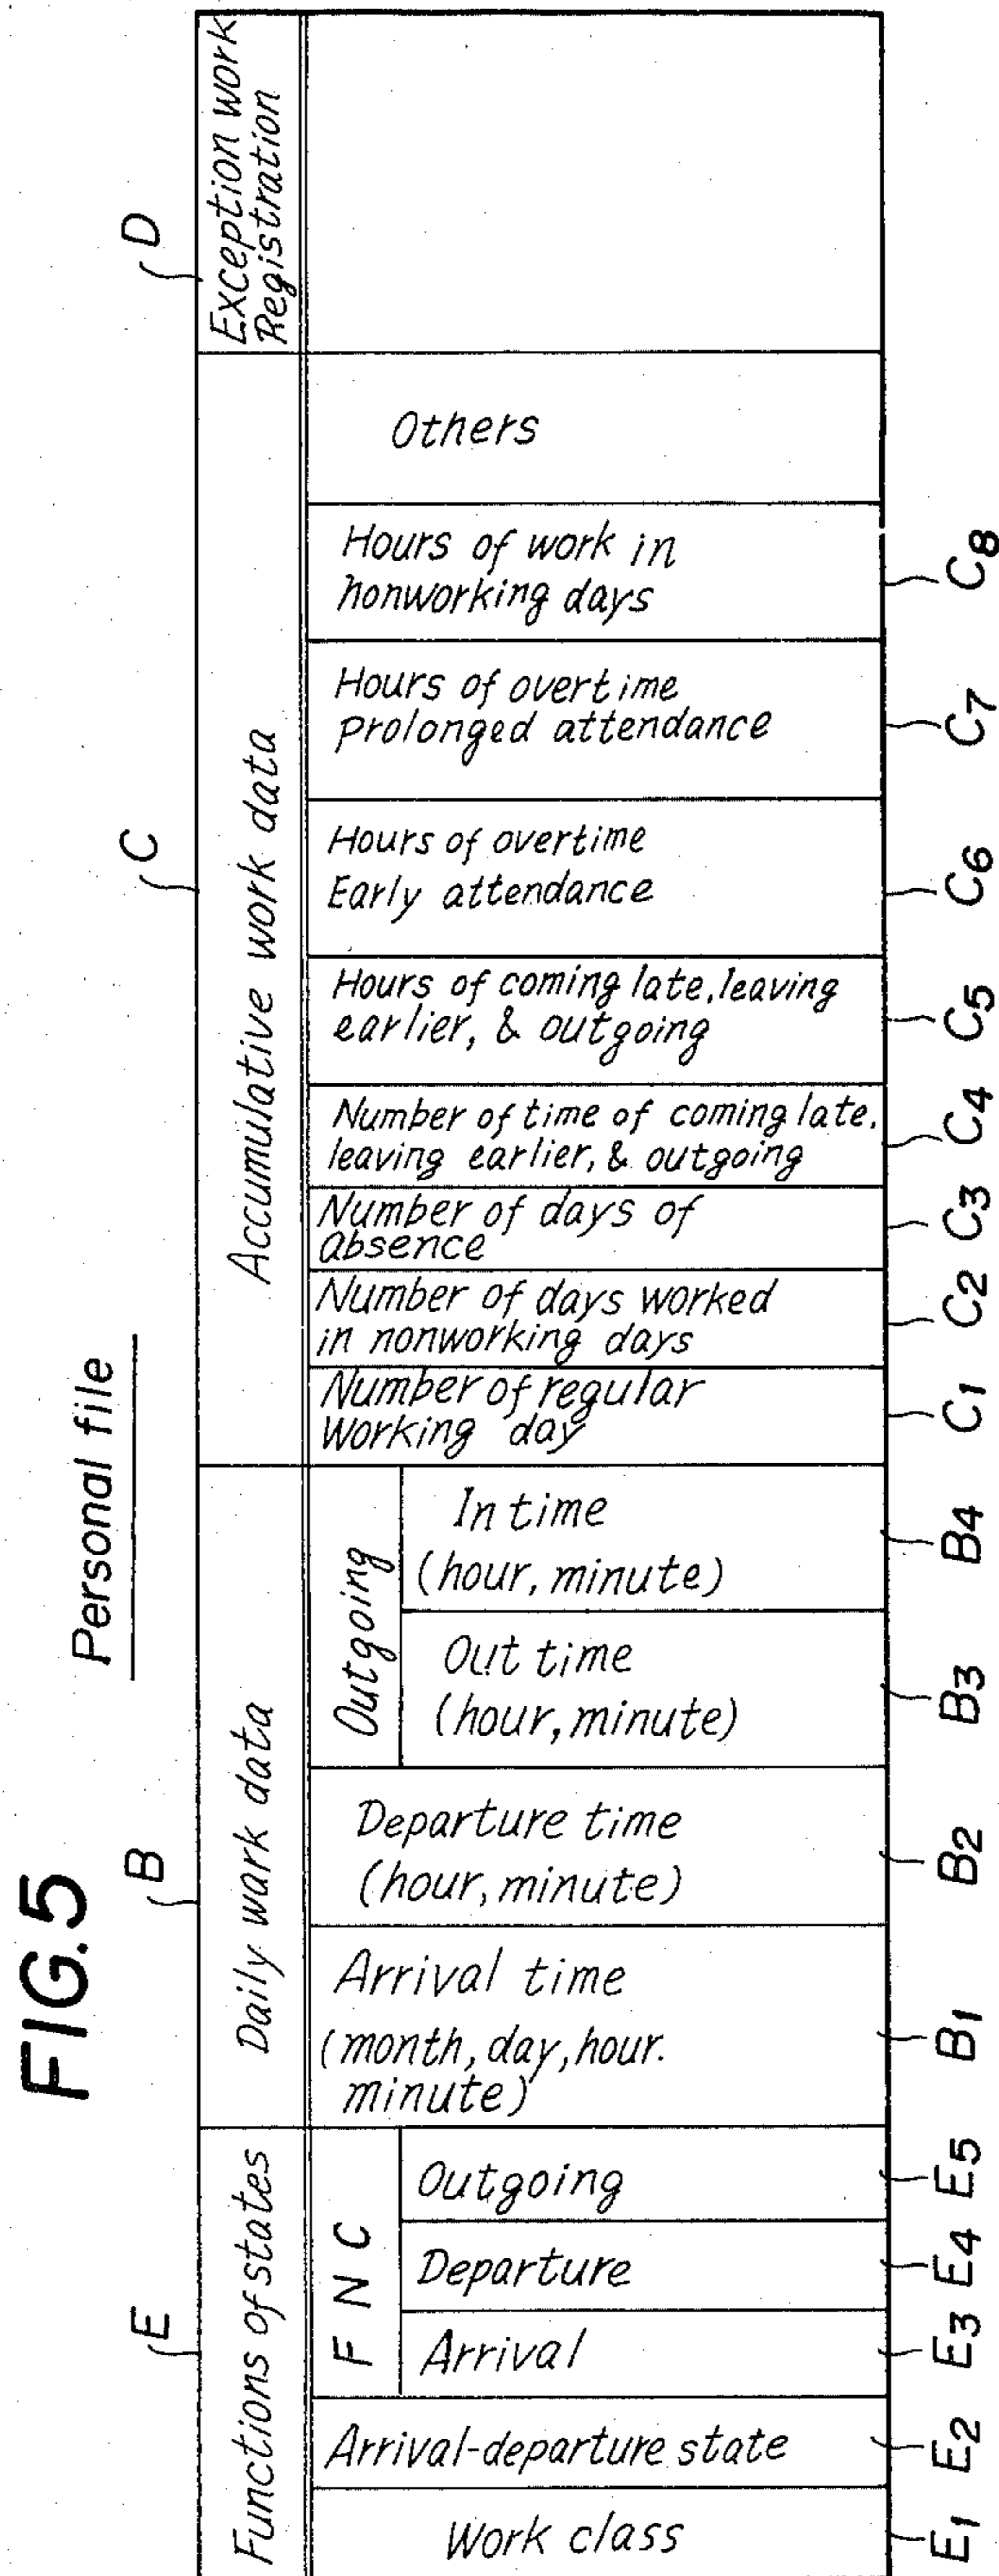 FIG.5
Personal file
E
Functions of states
Work class
E1
Arrival-departure state
E2
F N C
Arrival
E3
Departure
E4
Outgoing
E5
B
Daily work data
Arrival time
(month, day, hour.
minute)
B1
Departure time
(hour, minute)
B2
Outgoing
Out time
(hour, minute)
B3
In time
(hour, minute)
B4
C
Accumulative work data
Number of regular
Working day
C1
Number of days worked
in nonworking days
C2
Number of days of
absence
C3
Number of time of coming late,
leaving earlier, & outgoing
C4
Hours of coming late, leaving
earlier, & outgoing
C5
Hours of overtime
Early attendance
C6
Hours of overtime
prolonged attendance
C7
Hours of work in
nonworking days
C8
Others
D
Exception work
Registration